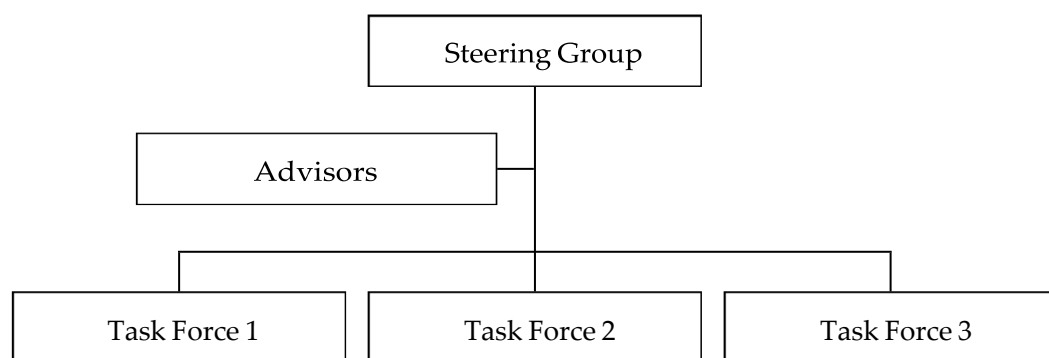 Steering Group
Advisors
Task Force 1
Task Force 2
Task Force 3